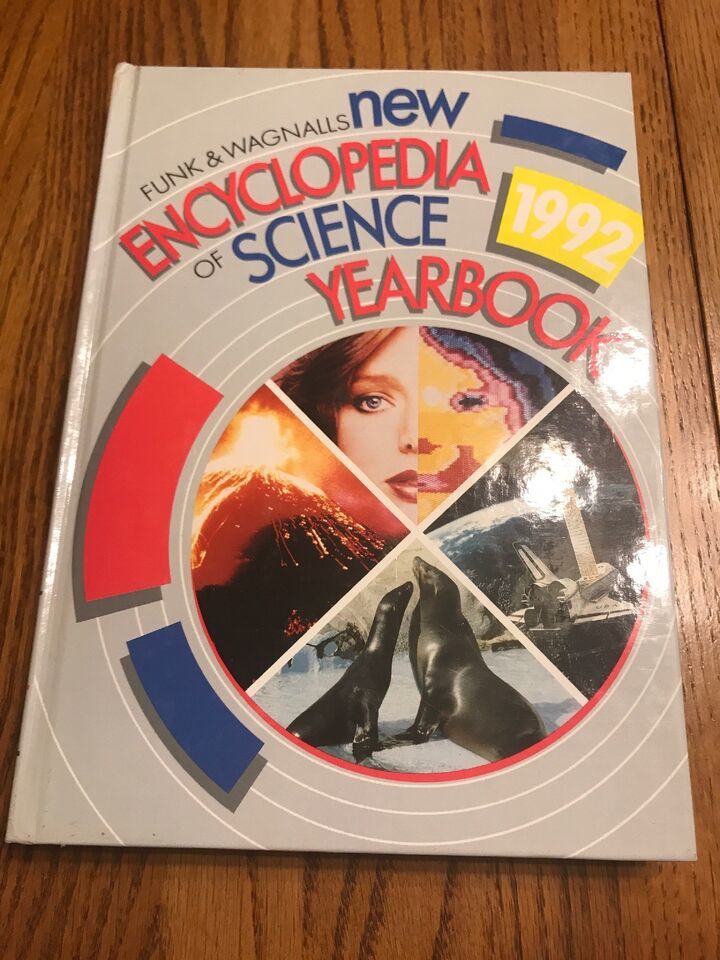 FUNK & WAGNALLS new
ENCYCLOPEDIA
OF SCIENCE
1992
YEARBOOK